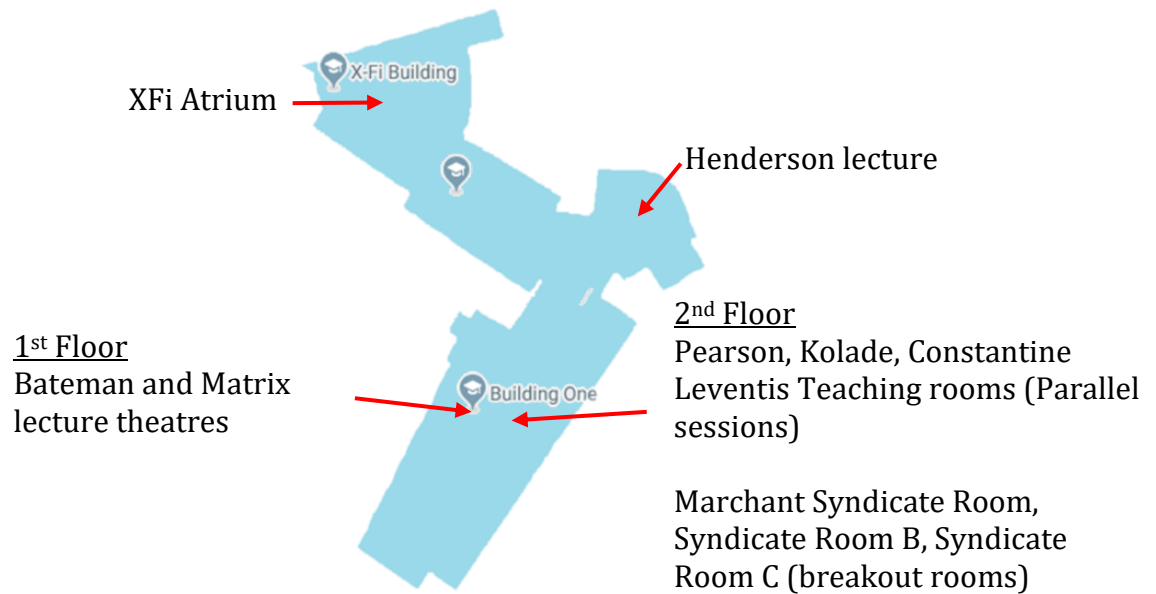 X-Fi Building
XFi Atrium
Henderson lecture
1st Floor
Bateman and Matrix
lecture theatres
Building One
2nd Floor
Pearson, Kolade, Constantine
Leventis Teaching rooms (Parallel
sessions)
Marchant Syndicate Room,
Syndicate Room B, Syndicate
Room C (breakout rooms)